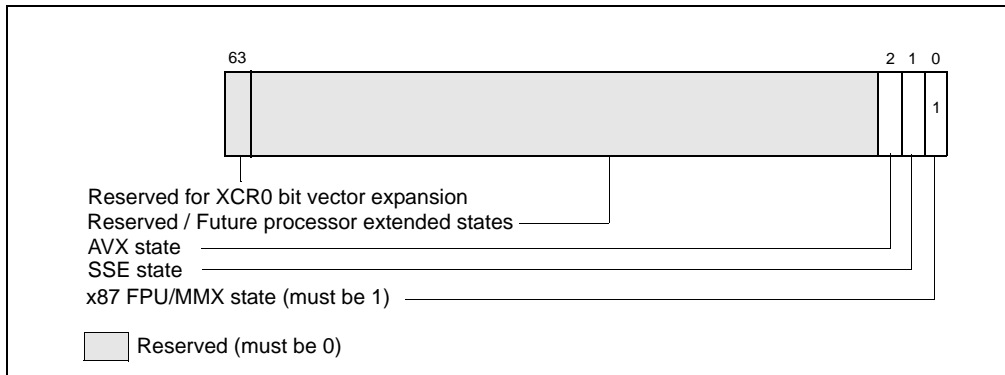 63 2 1 0
1
Reserved for XCR0 bit vector expansion
Reserved / Future processor extended states
AVX state
SSE state
x87 FPU/MMX state (must be 1)
Reserved (must be 0)